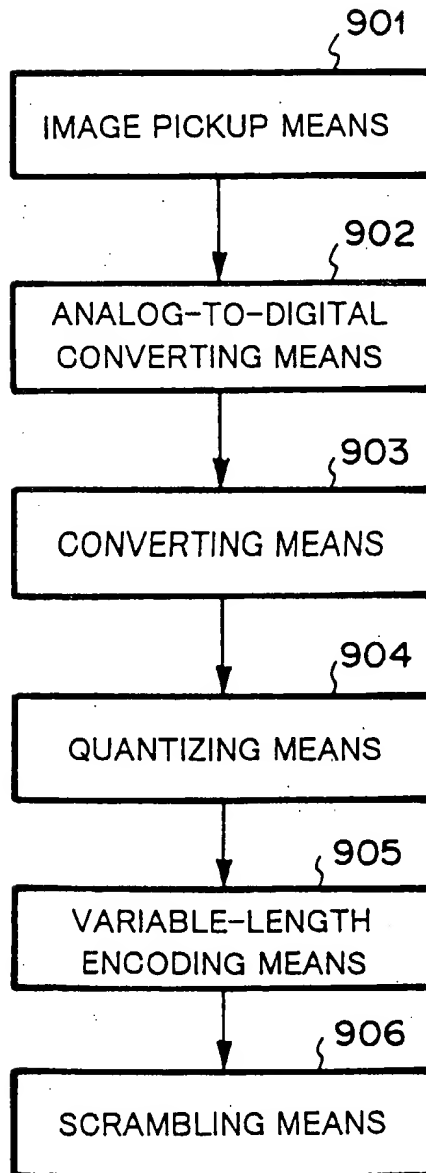 901
IMAGE PICKUP MEANS
902
ANALOG-TO-DIGITAL
CONVERTING MEANS
903
CONVERTING MEANS
904
QUANTIZING MEANS
905
VARIABLE-LENGTH
ENCODING MEANS
906
SCRAMBLING MEANS